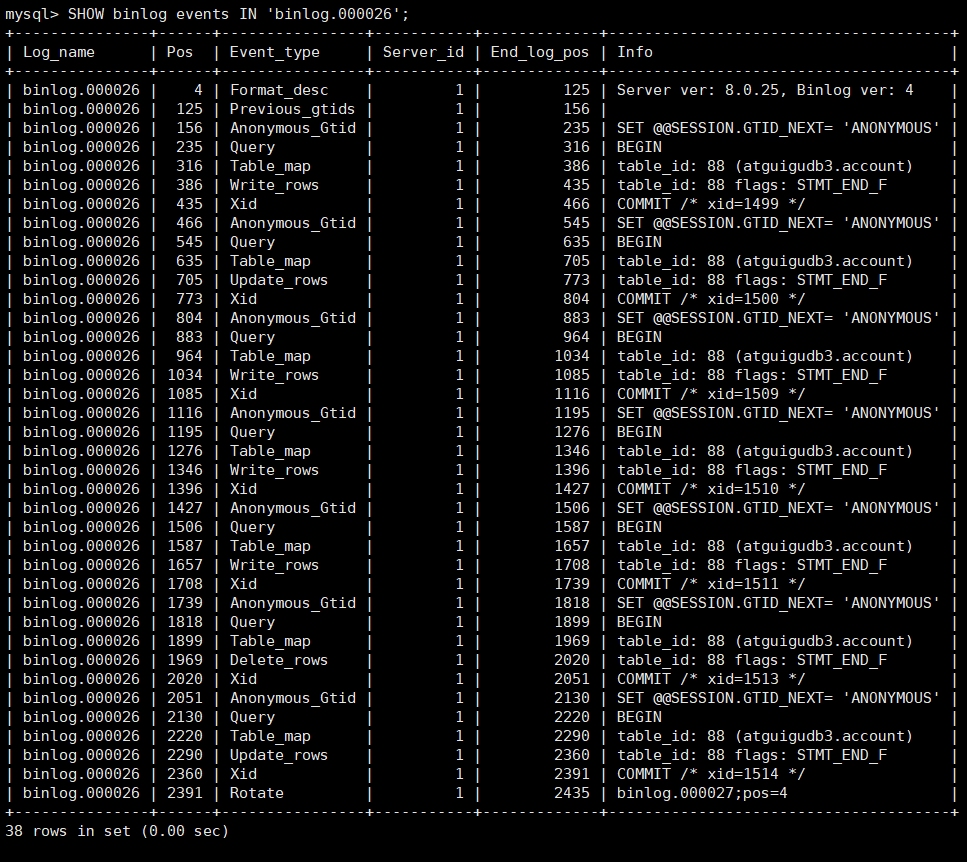 mysql> SHOW binlog events IN 'binlog.000026';
+---------------+------+----------------+-----------+-------------+--------------------------------------+
| Log_name      | Pos  | Event_type     | Server_id | End_log_pos | Info                                 |
+---------------+------+----------------+-----------+-------------+--------------------------------------+
| binlog.000026 |    4 | Format_desc    |         1 |         125 | Server ver: 8.0.25, Binlog ver: 4    |
| binlog.000026 |  125 | Previous_gtids |         1 |         156 |                                      |
| binlog.000026 |  156 | Anonymous_Gtid |         1 |         235 | SET @@SESSION.GTID_NEXT= 'ANONYMOUS' |
| binlog.000026 |  235 | Query          |         1 |         316 | BEGIN                                |
| binlog.000026 |  316 | Table_map      |         1 |         386 | table_id: 88 (atguigudb3.account)    |
| binlog.000026 |  386 | Write_rows     |         1 |         435 | table_id: 88 flags: STMT_END_F       |
| binlog.000026 |  435 | Xid            |         1 |         466 | COMMIT /* xid=1499 */                |
| binlog.000026 |  466 | Anonymous_Gtid |         1 |         545 | SET @@SESSION.GTID_NEXT= 'ANONYMOUS' |
| binlog.000026 |  545 | Query          |         1 |         635 | BEGIN                                |
| binlog.000026 |  635 | Table_map      |         1 |         705 | table_id: 88 (atguigudb3.account)    |
| binlog.000026 |  705 | Update_rows    |         1 |         773 | table_id: 88 flags: STMT_END_F       |
| binlog.000026 |  773 | Xid            |         1 |         804 | COMMIT /* xid=1500 */                |
| binlog.000026 |  804 | Anonymous_Gtid |         1 |         883 | SET @@SESSION.GTID_NEXT= 'ANONYMOUS' |
| binlog.000026 |  883 | Query          |         1 |         964 | BEGIN                                |
| binlog.000026 |  964 | Table_map      |         1 |        1034 | table_id: 88 (atguigudb3.account)    |
| binlog.000026 | 1034 | Write_rows     |         1 |        1085 | table_id: 88 flags: STMT_END_F       |
| binlog.000026 | 1085 | Xid            |         1 |        1116 | COMMIT /* xid=1509 */                |
| binlog.000026 | 1116 | Anonymous_Gtid |         1 |        1195 | SET @@SESSION.GTID_NEXT= 'ANONYMOUS' |
| binlog.000026 | 1195 | Query          |         1 |        1276 | BEGIN                                |
| binlog.000026 | 1276 | Table_map      |         1 |        1346 | table_id: 88 (atguigudb3.account)    |
| binlog.000026 | 1346 | Write_rows     |         1 |        1396 | table_id: 88 flags: STMT_END_F       |
| binlog.000026 | 1396 | Xid            |         1 |        1427 | COMMIT /* xid=1510 */                |
| binlog.000026 | 1427 | Anonymous_Gtid |         1 |        1506 | SET @@SESSION.GTID_NEXT= 'ANONYMOUS' |
| binlog.000026 | 1506 | Query          |         1 |        1587 | BEGIN                                |
| binlog.000026 | 1587 | Table_map      |         1 |        1657 | table_id: 88 (atguigudb3.account)    |
| binlog.000026 | 1657 | Write_rows     |         1 |        1708 | table_id: 88 flags: STMT_END_F       |
| binlog.000026 | 1708 | Xid            |         1 |        1739 | COMMIT /* xid=1511 */                |
| binlog.000026 | 1739 | Anonymous_Gtid |         1 |        1818 | SET @@SESSION.GTID_NEXT= 'ANONYMOUS' |
| binlog.000026 | 1818 | Query          |         1 |        1899 | BEGIN                                |
| binlog.000026 | 1899 | Table_map      |         1 |        1969 | table_id: 88 (atguigudb3.account)    |
| binlog.000026 | 1969 | Delete_rows    |         1 |        2020 | table_id: 88 flags: STMT_END_F       |
| binlog.000026 | 2020 | Xid            |         1 |        2051 | COMMIT /* xid=1513 */                |
| binlog.000026 | 2051 | Anonymous_Gtid |         1 |        2130 | SET @@SESSION.GTID_NEXT= 'ANONYMOUS' |
| binlog.000026 | 2130 | Query          |         1 |        2220 | BEGIN                                |
| binlog.000026 | 2220 | Table_map      |         1 |        2290 | table_id: 88 (atguigudb3.account)    |
| binlog.000026 | 2290 | Update_rows    |         1 |        2360 | table_id: 88 flags: STMT_END_F       |
| binlog.000026 | 2360 | Xid            |         1 |        2391 | COMMIT /* xid=1514 */                |
| binlog.000026 | 2391 | Rotate         |         1 |        2435 | binlog.000027;pos=4                  |
+---------------+------+----------------+-----------+-------------+--------------------------------------+
38 rows in set (0.00 sec)